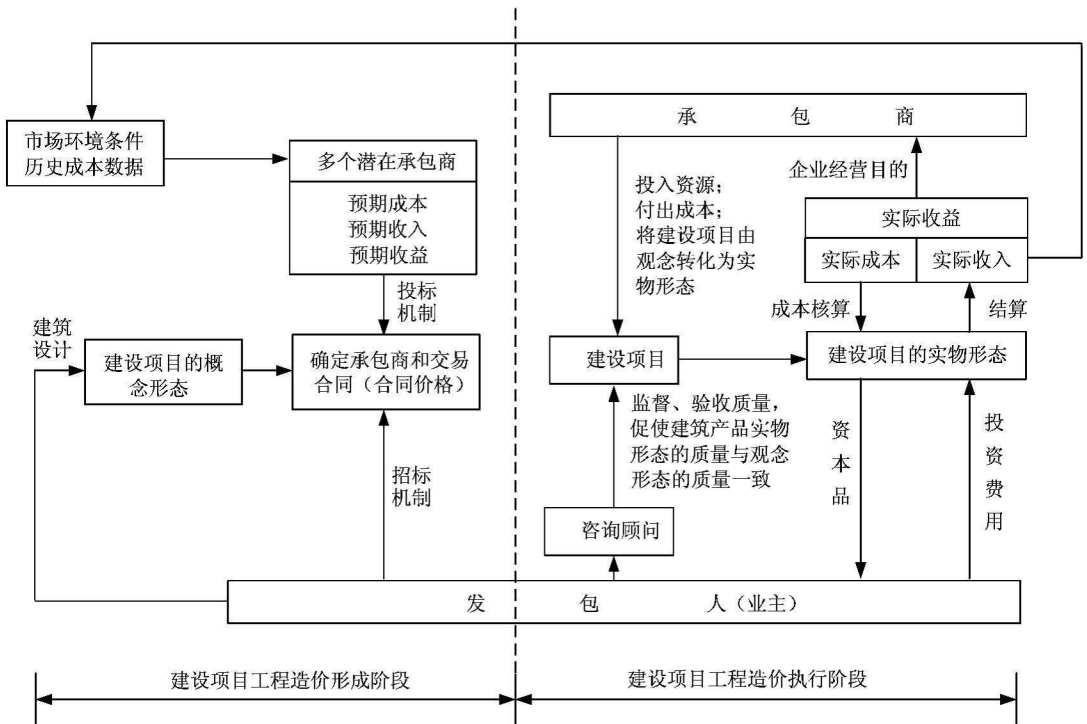 市场环境条件
历史成本数据
多个潜在承包商
预期成本
预期收入
预期收益
投标
机制
建筑
设计
建设项目的概
念形态
确定承包商和交易
合同（合同价格）
招标
机制
承包商
投入资源；
付出成本；
将建设项目由
观念转化为实
物形态
企业经营目的
实际收益
实际成本
实际收入
成本核算
结算
建设项目
建设项目的实物形态
监督、验收质量，
促使建筑产品实物
形态的质量与观念
形态的质量一致
资本品
投资费用
咨询顾问
发包人（业主）
建设项目工程造价形成阶段
建设项目工程造价执行阶段